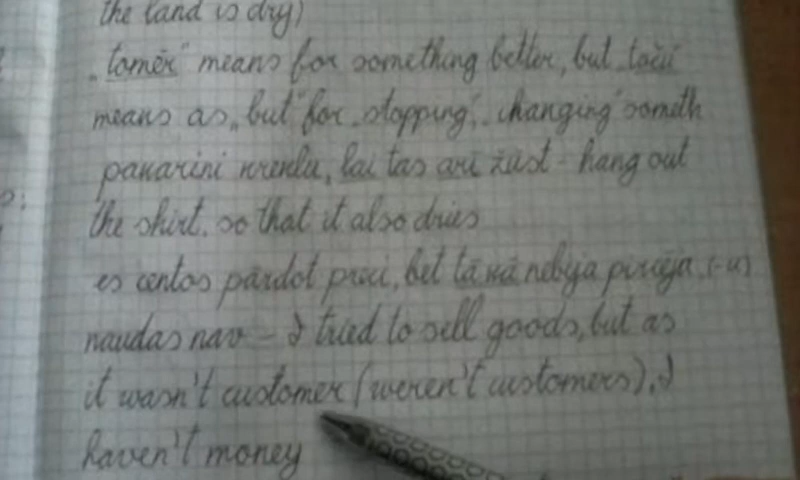 the land is dry)
„tomēr" means for something better, but „taču"
means as „but" for „stopping", „changing" someth
pakarini kreklu, lai tas arī žūst - hang out
the shirt, so that it also dries
es centos pārdot preci, bet tā kā nebija pircēja, (-u)
naudas nav - I tried to sell goods, but as
it wasn't customer (weren't customers), I
haven't money